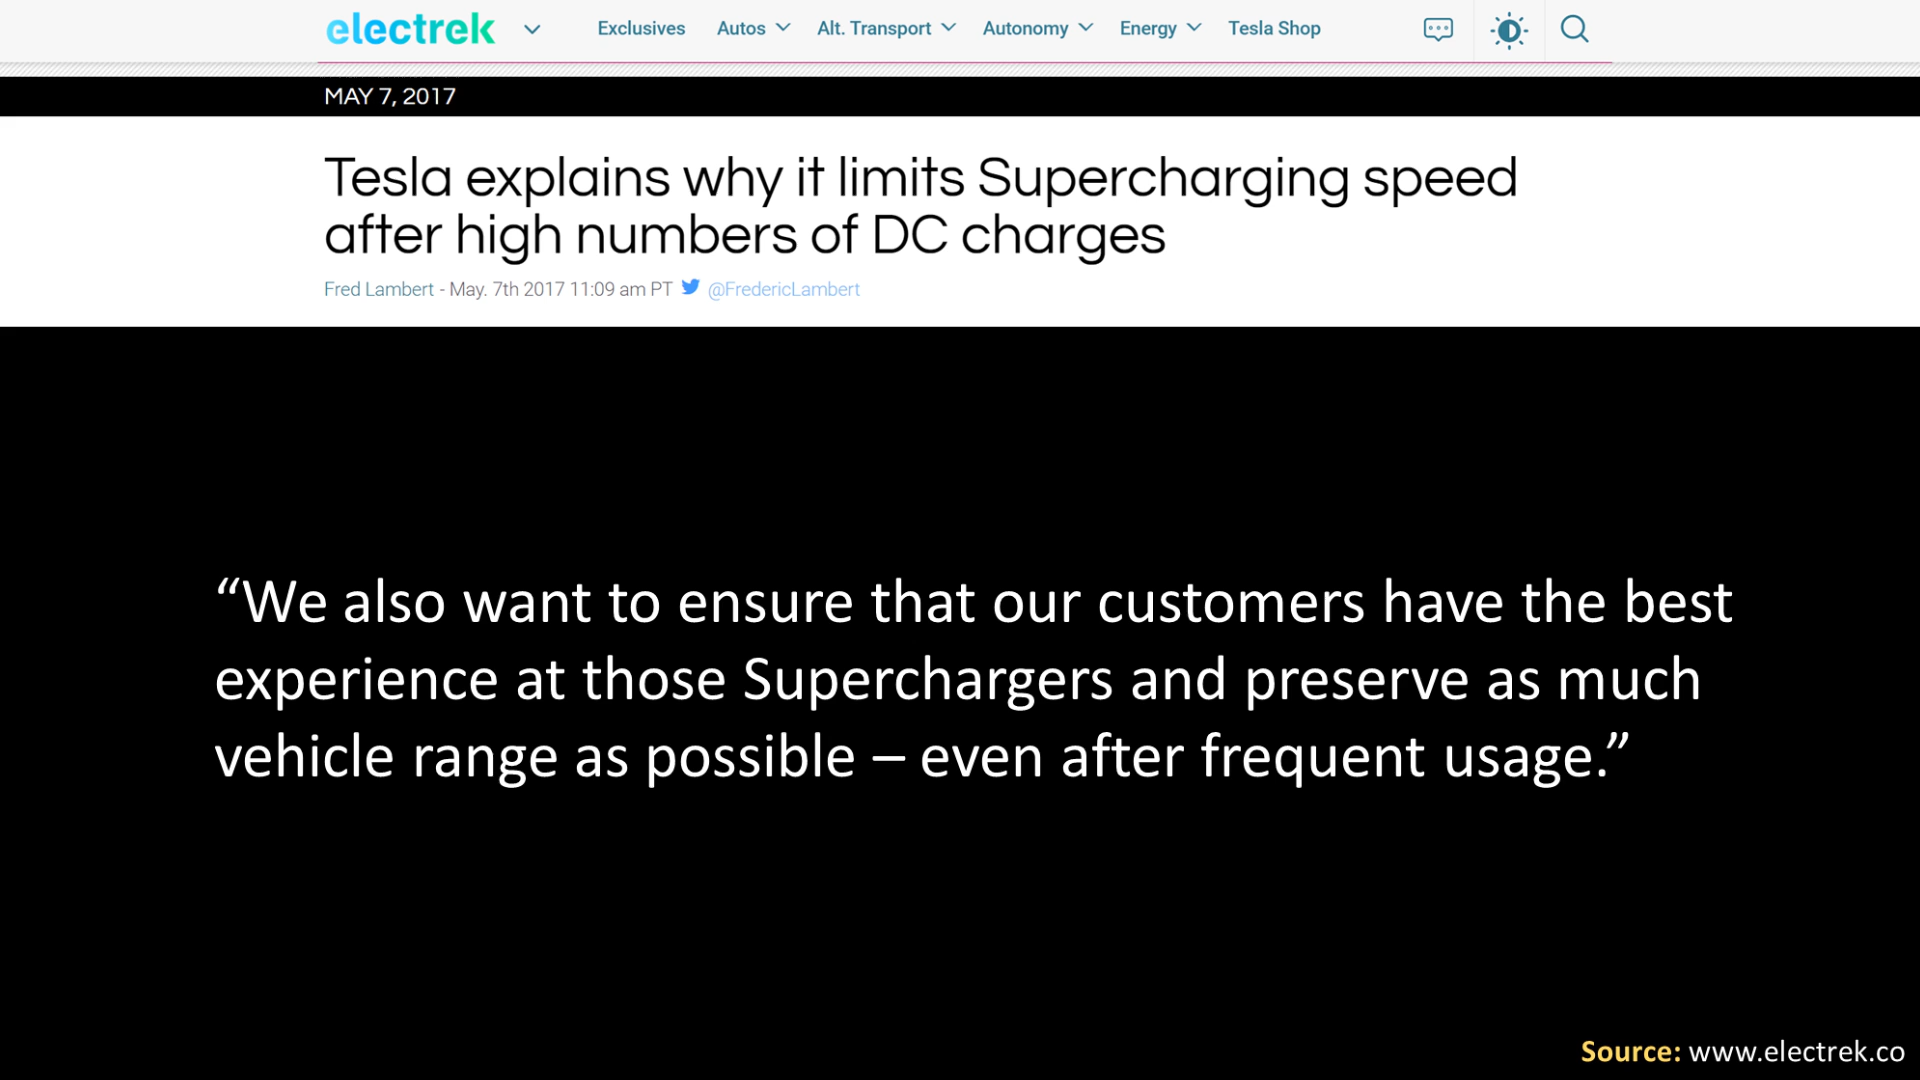 electrek Exclusives Autos Alt. Transport Autonomy Energy Tesla Shop
MAY 7, 2017
Tesla explains why it limits Supercharging speed
after high numbers of DC charges
Fred Lambert - May. 7th 2017 11:09 am PT @FredericLambert
“We also want to ensure that our customers have the best
experience at those Superchargers and preserve as much
vehicle range as possible – even after frequent usage.”
Source: www.electrek.co